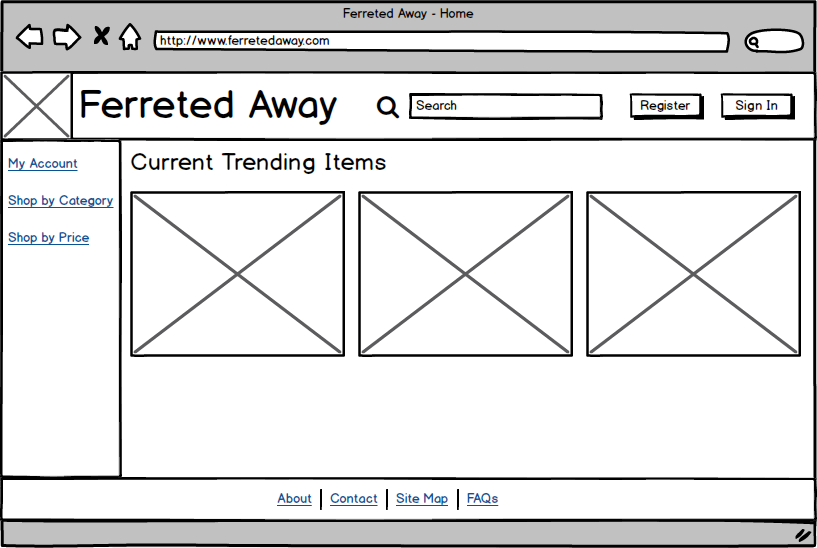 Ferreted Away - Home
http://www.ferretedaway.com
Ferreted Away
Search
Register
Sign In
My Account
Shop by Category
Shop by Price
Current Trending Items
About
Contact
Site Map
FAQs